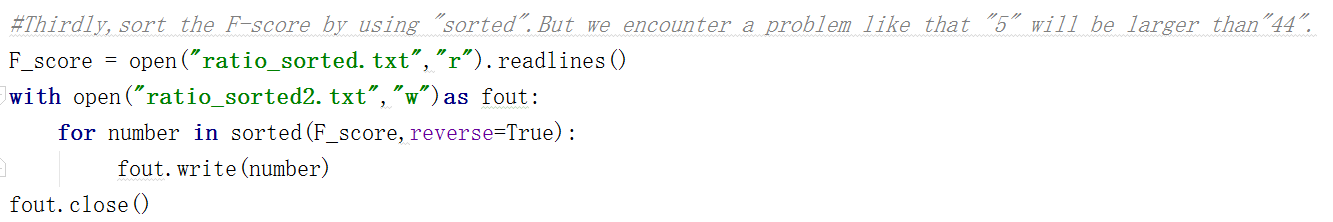 #Thirdly,sort the F-score by using "sorted".But we encounter a problem like that "5" will be larger than"44".
F_score = open("ratio_sorted.txt","r").readlines()
with open("ratio_sorted2.txt","w")as fout:
    for number in sorted(F_score,reverse=True):
        fout.write(number)
fout.close()